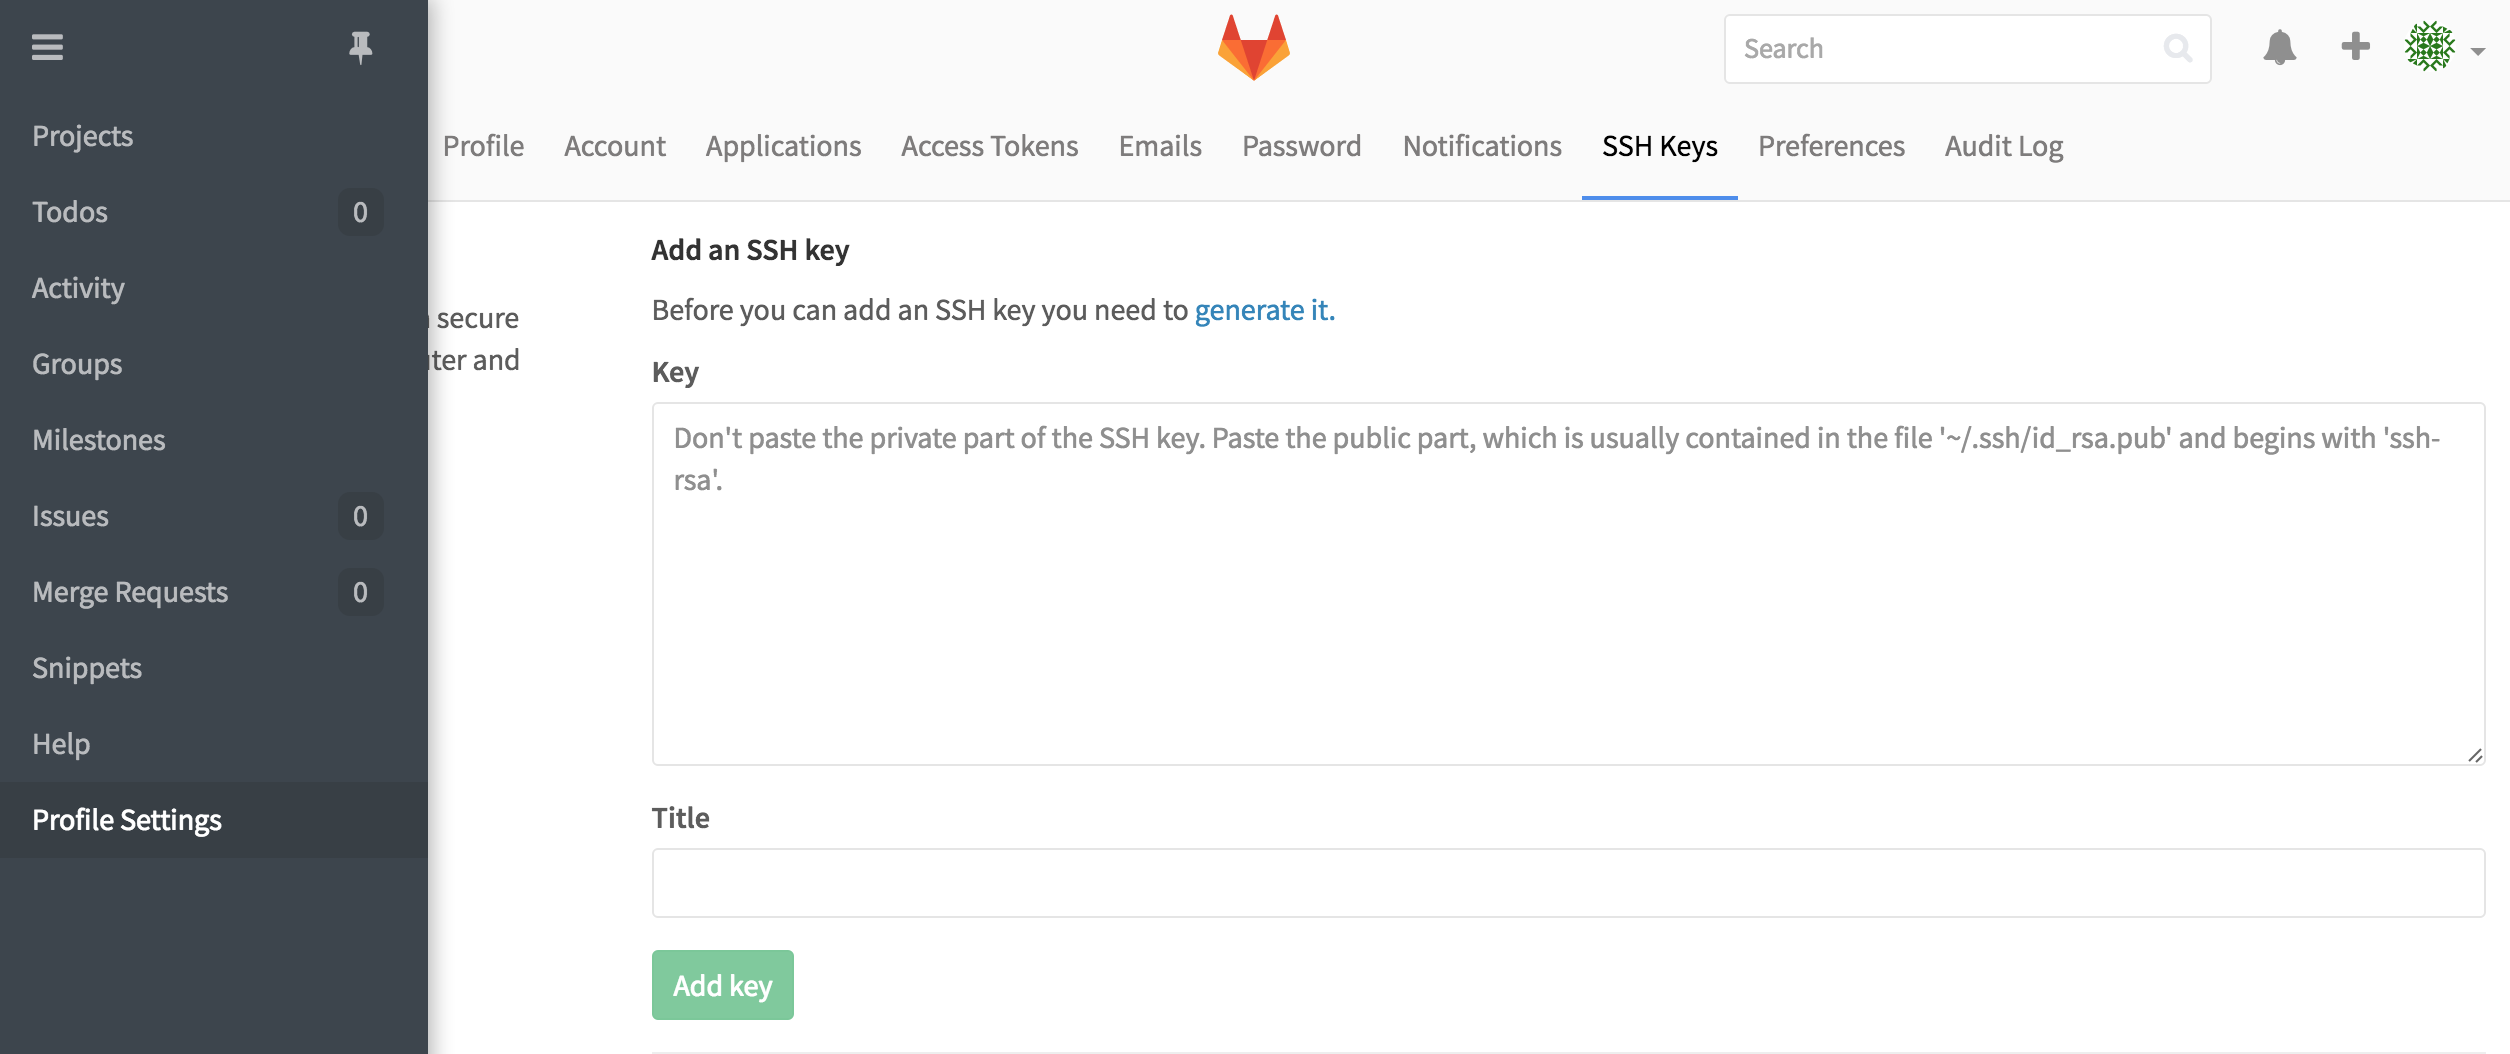 Projects
Todos 0
Activity
Groups
Milestones
Issues 0
Merge Requests 0
Snippets
Help
Profile Settings
Search
Profile Account Applications Access Tokens Emails Password Notifications SSH Keys Preferences Audit Log
secure
and
Add an SSH key
Before you can add an SSH key you need to generate it.
Key
Don't paste the private part of the SSH key. Paste the public part, which is usually contained in the file '~/.ssh/id_rsa.pub' and begins with 'ssh-
rsa'.
Title
Add key